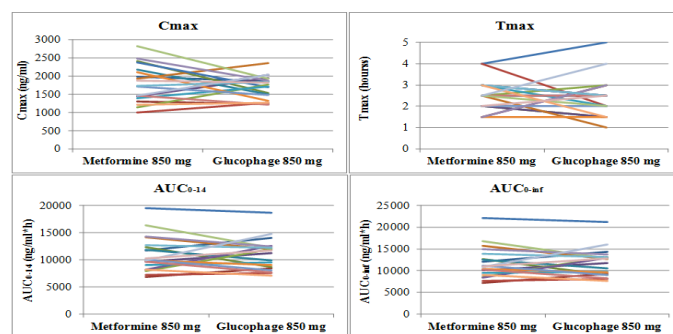 Cmax
3000
2500
2000
1500
1000
500
0
Cmax (ng/ml)
Metformine 850 mg Glucophage 850 mg
Tmax
5
4
3
2
1
0
Tmax (hours)
Metformine 850 mg Glucophage 850 mg
AUC0-14
20000
15000
10000
5000
0
AUC0-14 (ng/ml*h)
Metformine 850 mg Glucophage 850 mg
AUC0-inf
25000
20000
15000
10000
5000
0
AUC0-inf (ng/ml*h)
Metformine 850 mg Glucophage 850 mg